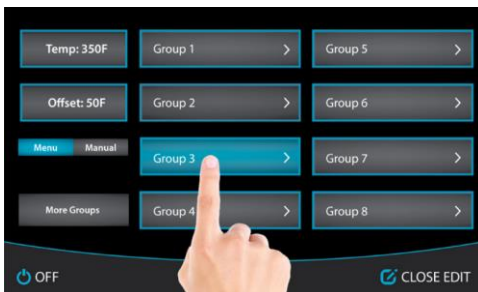 Temp: 350F
Group 1
Group 5
Offset: 50F
Group 2
Group 6
Menu
Manual
Group 3
Group 7
More Groups
Group 4
Group 8
OFF
CLOSE EDIT